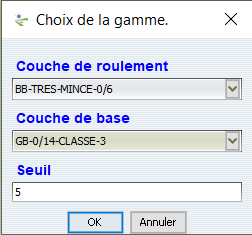 Choix de la gamme.
Couche de roulement
BB-TRES-MINCE-0/6
Couche de base
GB-0/14-CLASSE-3
Seuil
5
OK
Annuler